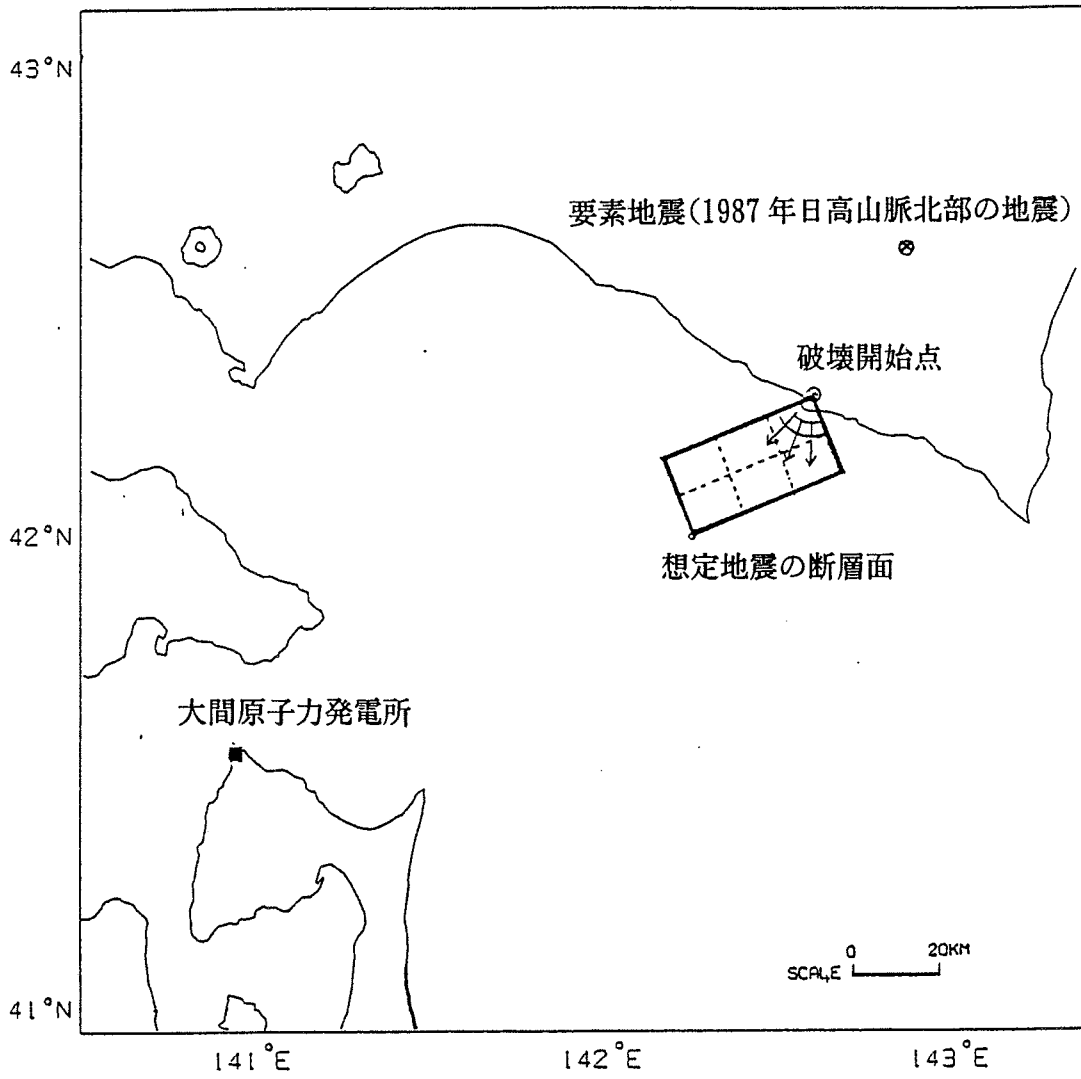 43°N
要素地震(1987年日高山脈北部の地震)
破壊開始点
42°N
想定地震の断層面
大間原子力発電所
0 20KM
SCALE
41°N
141°E 142°E 143°E